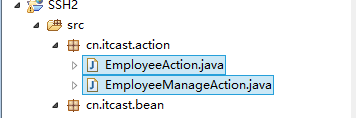 SSH2
src
cn.itcast.action
EmployeeAction.java
EmployeeManageAction.java
cn.itcast.bean